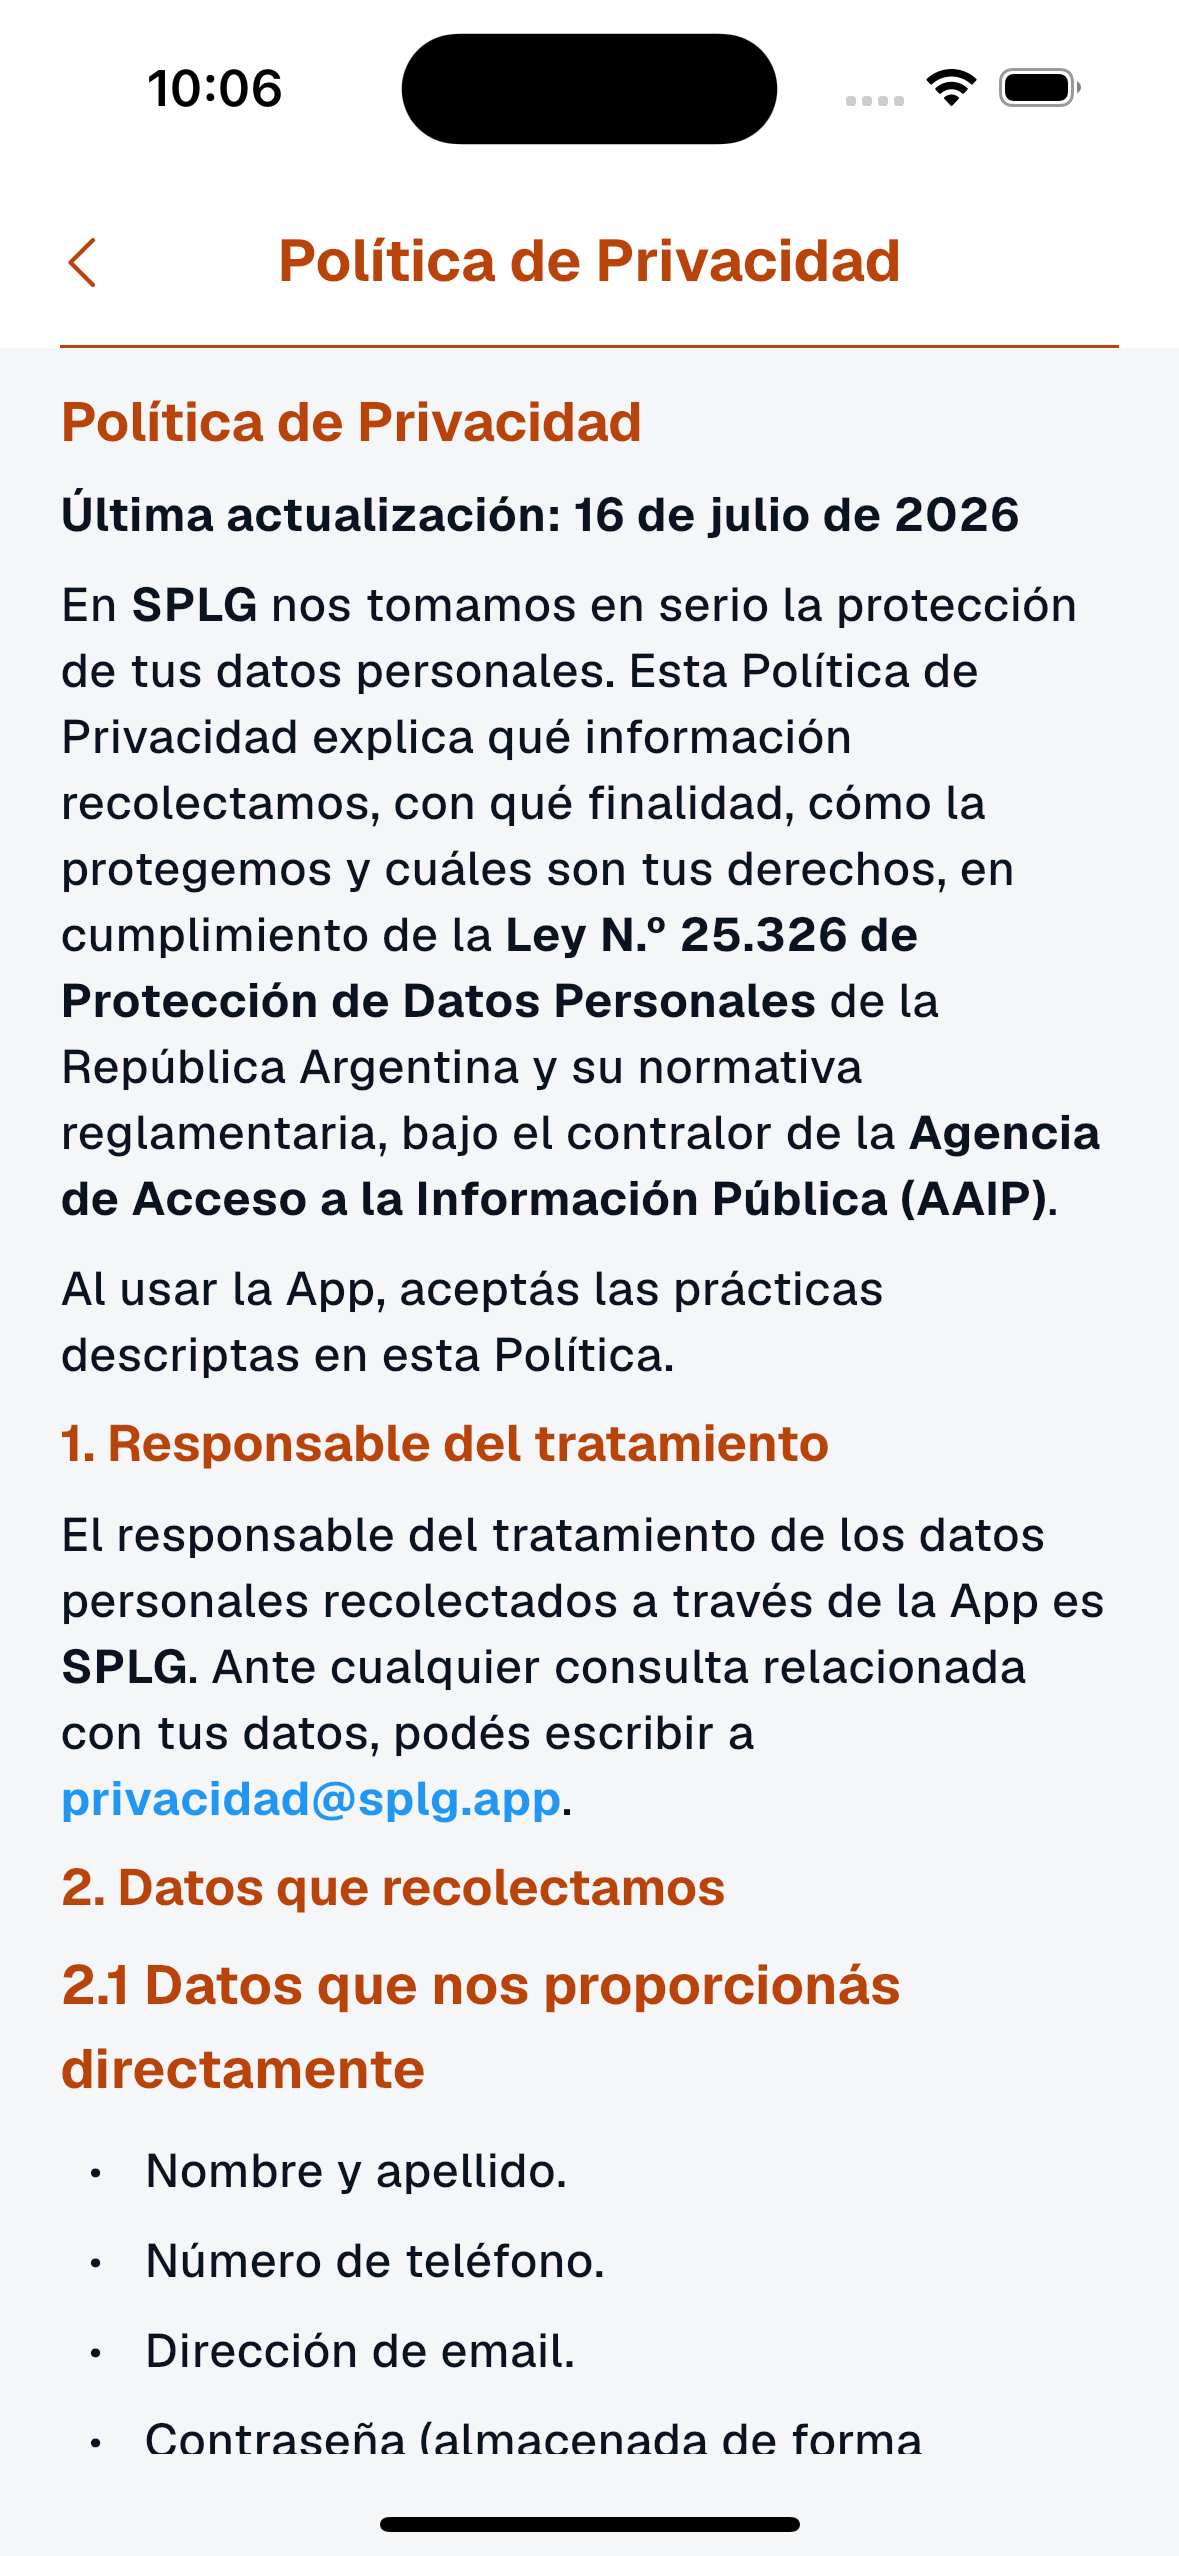 10:06
Política de Privacidad
Política de Privacidad
Última actualización: 16 de julio de 2026
En SPLG nos tomamos en serio la protección
de tus datos personales. Esta Política de
Privacidad explica qué información
recolectamos, con qué finalidad, cómo la
protegemos y cuáles son tus derechos, en
cumplimiento de la Ley N.º 25.326 de
Protección de Datos Personales de la
República Argentina y su normativa
reglamentaria, bajo el contralor de la Agencia
de Acceso a la Información Pública (AAIP).
Al usar la App, aceptás las prácticas
descriptas en esta Política.
1. Responsable del tratamiento
El responsable del tratamiento de los datos
personales recolectados a través de la App es
SPLG. Ante cualquier consulta relacionada
con tus datos, podés escribir a
privacidad@splg.app.
2. Datos que recolectamos
2.1 Datos que nos proporcionás
directamente
• Nombre y apellido.
• Número de teléfono.
• Dirección de email.
• Contraseña (almacenada de forma